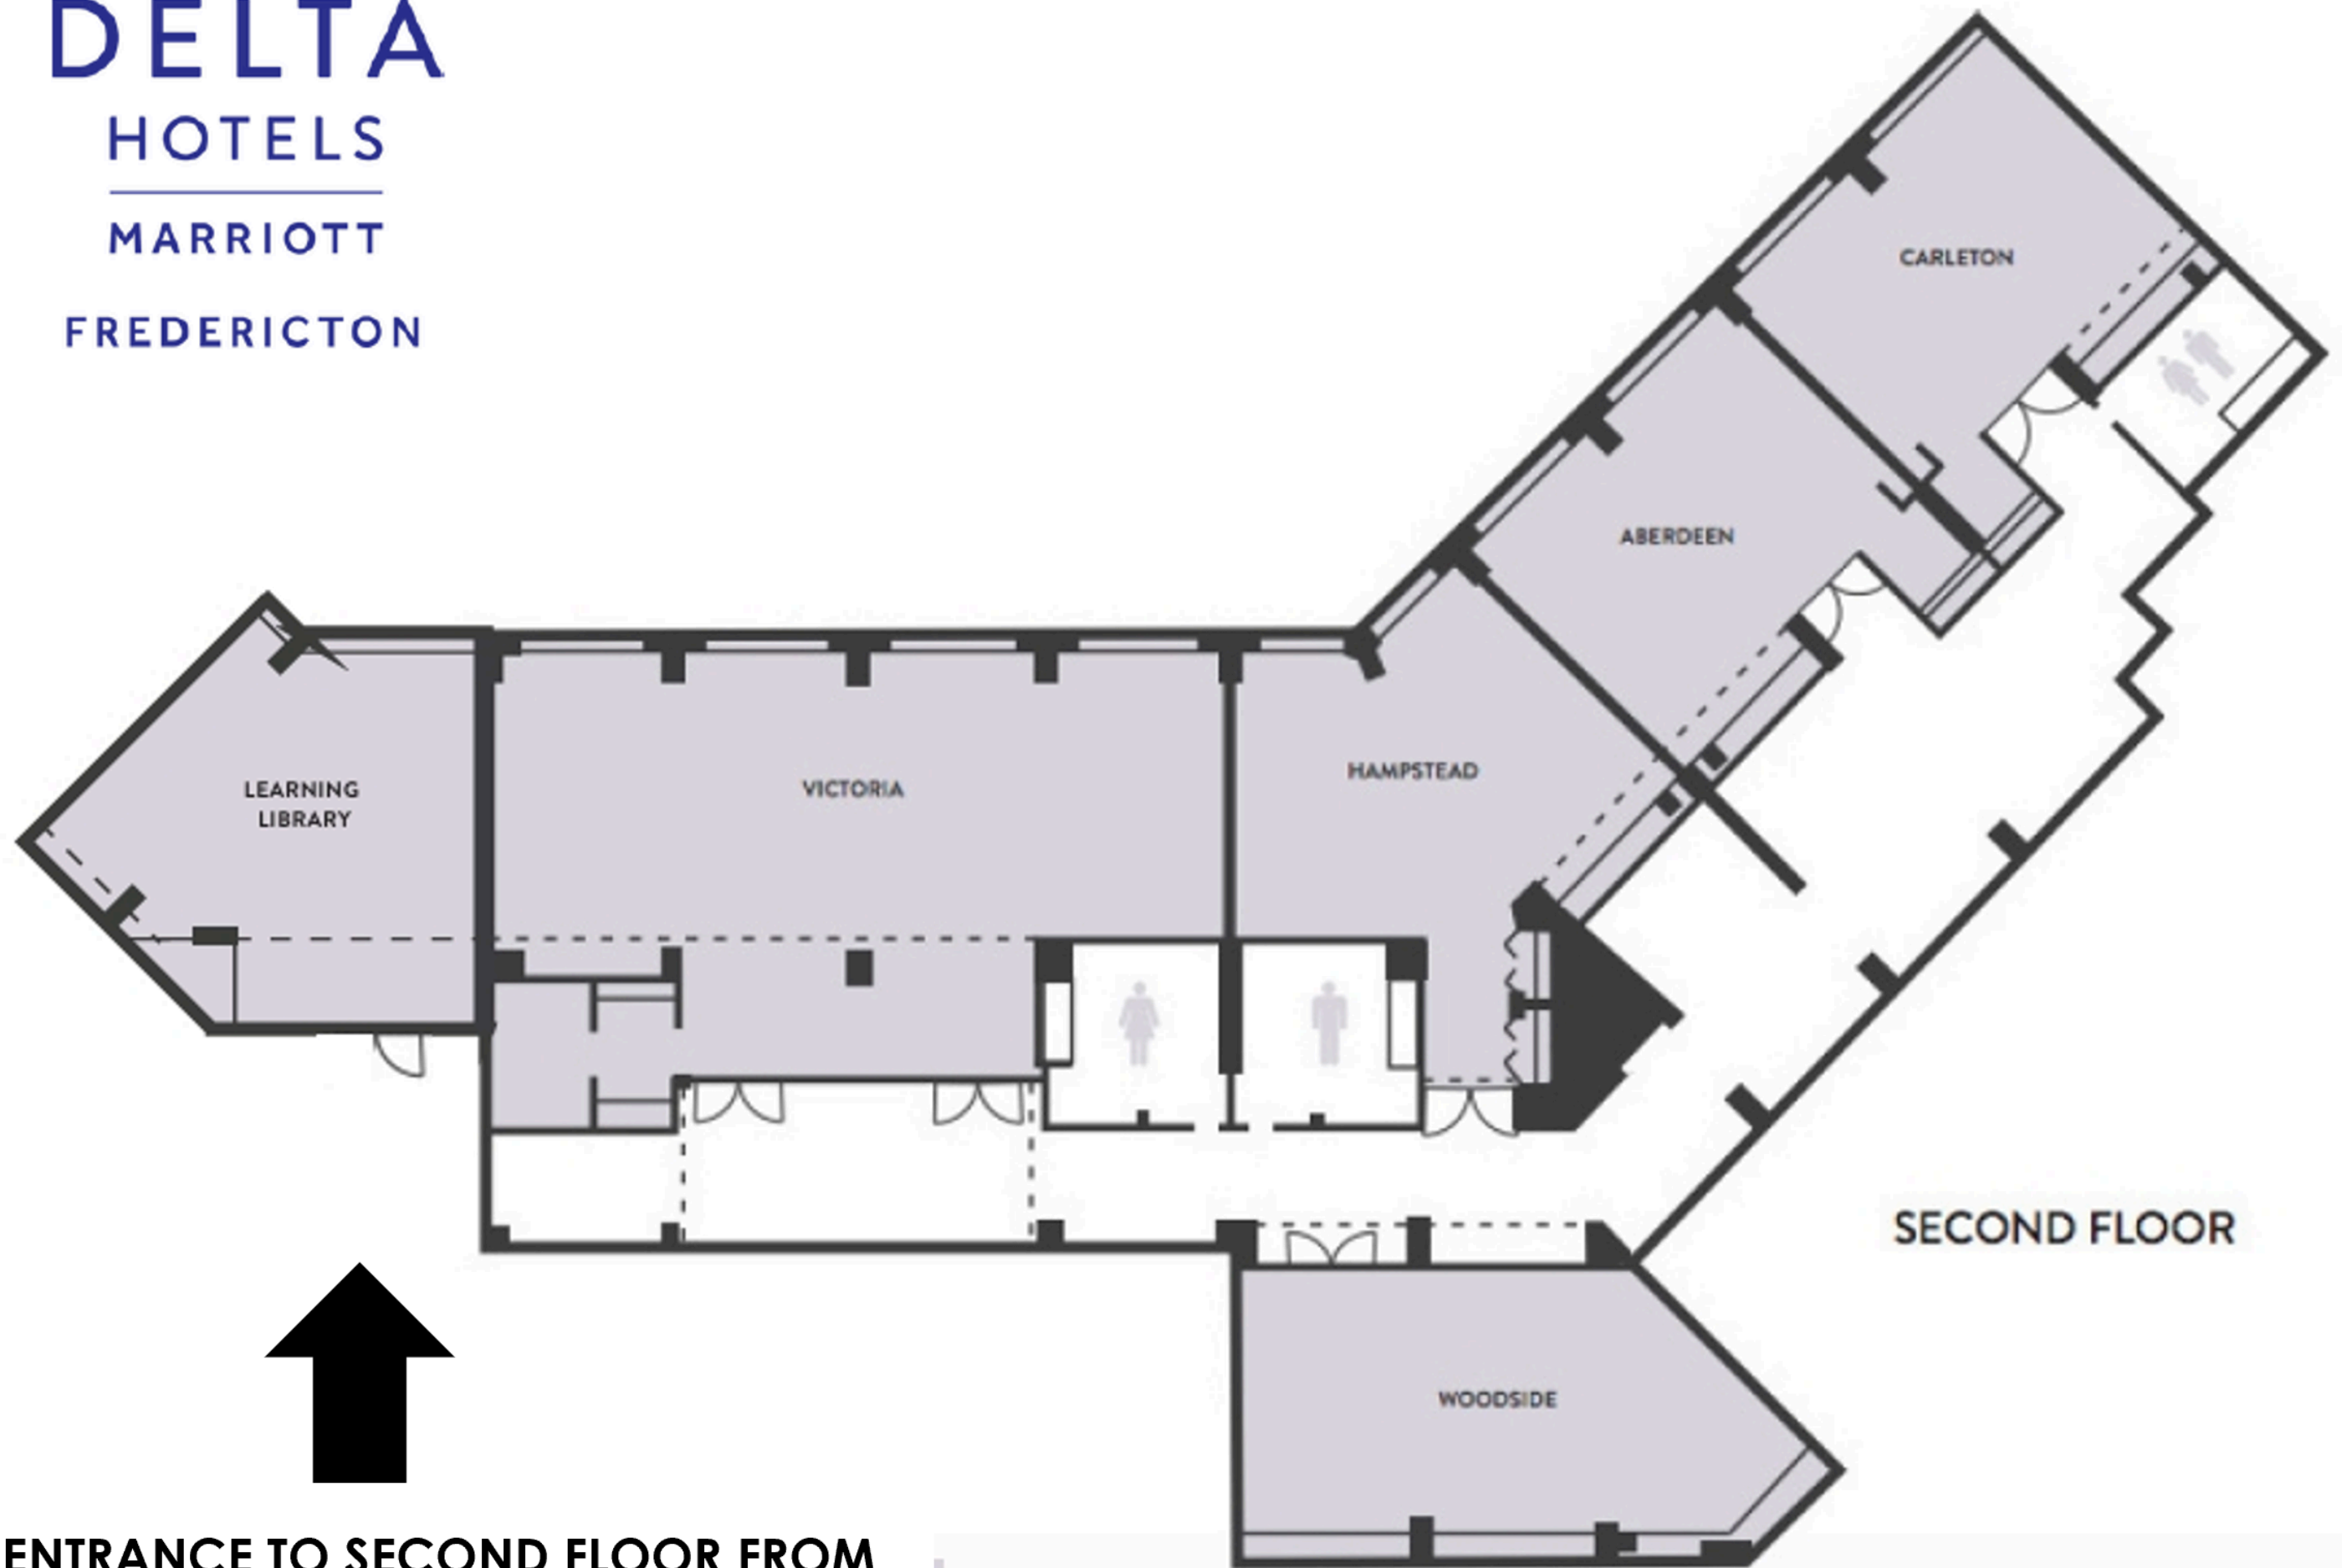 DELTA
HOTELS
MARRIOTT
FREDERICTON
CARLETON
ABERDEEN
HAMPSTEAD
VICTORIA
LEARNING
LIBRARY
SECOND FLOOR
WOODSIDE
ENTRANCE TO SECOND FLOOR FROM